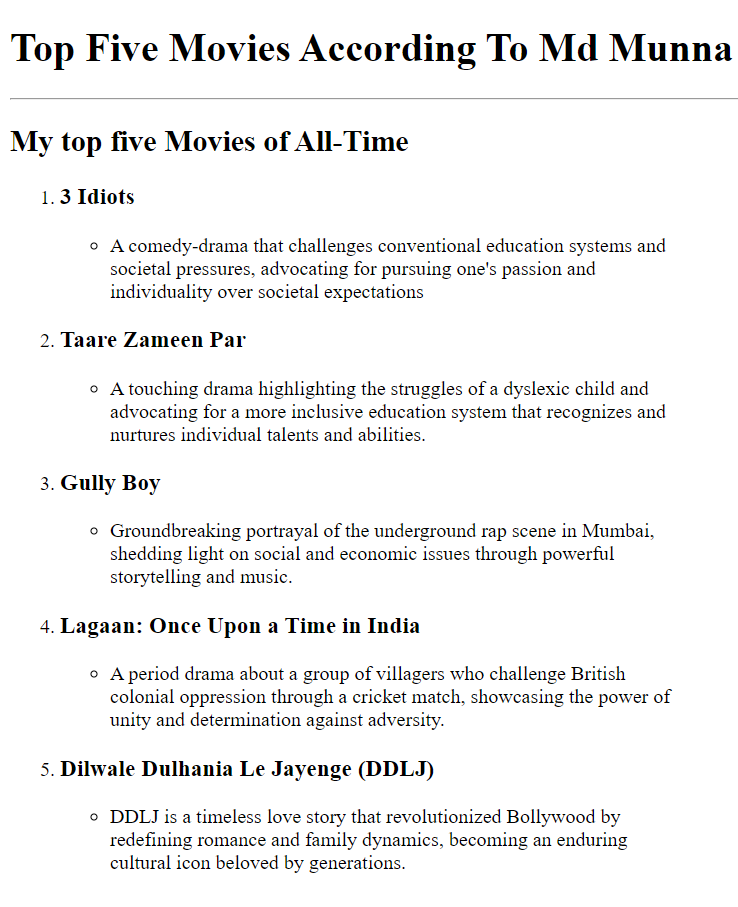 Top Five Movies According To Md Munna
My top five Movies of All-Time
1. 3 Idiots
A comedy-drama that challenges conventional education systems and
societal pressures, advocating for pursuing one's passion and
individuality over societal expectations
2. Taare Zameen Par
A touching drama highlighting the struggles of a dyslexic child and
advocating for a more inclusive education system that recognizes and
nurtures individual talents and abilities.
3. Gully Boy
Groundbreaking portrayal of the underground rap scene in Mumbai,
shedding light on social and economic issues through powerful
storytelling and music.
4. Lagaan: Once Upon a Time in India
A period drama about a group of villagers who challenge British
colonial oppression through a cricket match, showcasing the power of
unity and determination against adversity.
5. Dilwale Dulhania Le Jayenge (DDLJ)
DDLJ is a timeless love story that revolutionized Bollywood by
redefining romance and family dynamics, becoming an enduring
cultural icon beloved by generations.